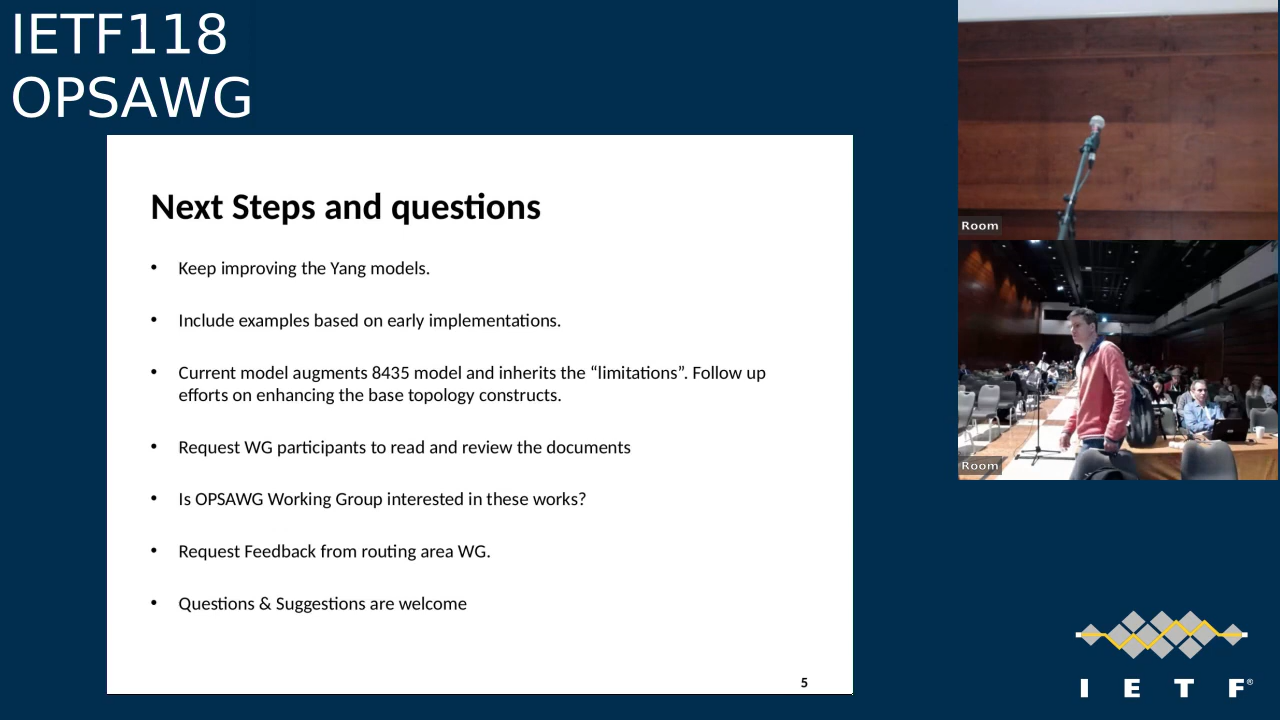 IETF118
OPSAWG
Next Steps and questions
• Keep improving the Yang models.
• Include examples based on early implementations.
• Current model augments 8435 model and inherits the “limitations”. Follow up
efforts on enhancing the base topology constructs.
• Request WG participants to read and review the documents
• Is OPSAWG Working Group interested in these works?
• Request Feedback from routing area WG.
• Questions & Suggestions are welcome
5
Room
Room
I E T F®